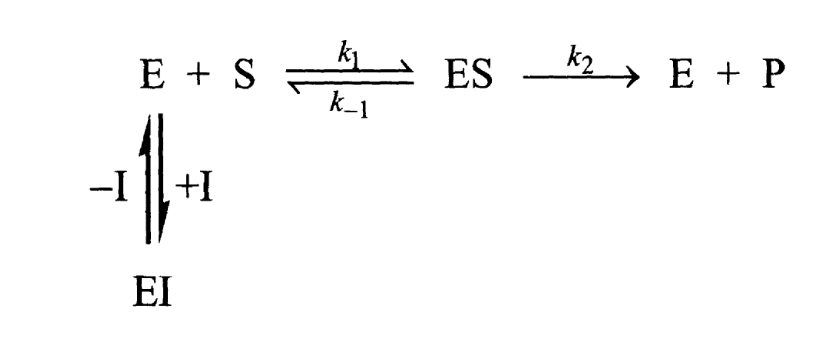 k₁
E + S ES k₂ E + P
k₋₁
–I +I
EI